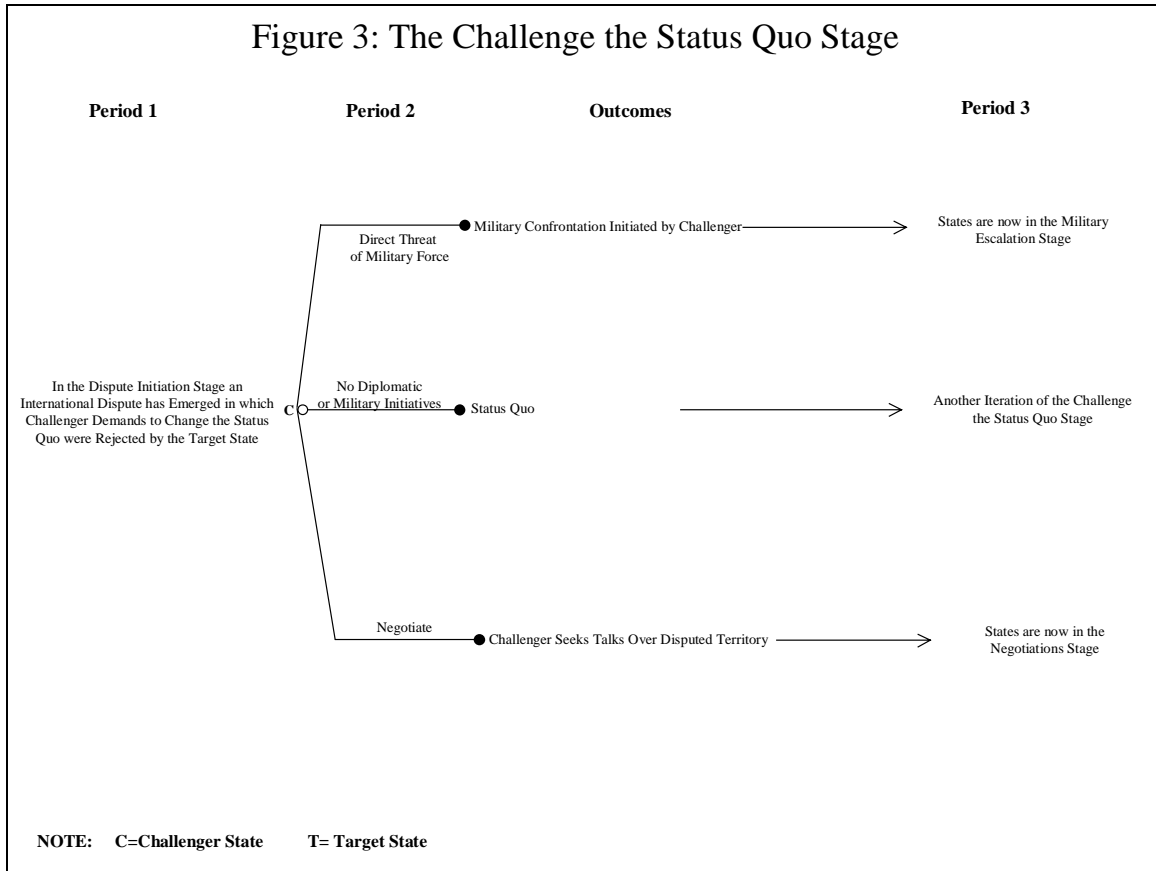 Figure 3: The Challenge the Status Quo Stage
Period 1
Period 2
Outcomes
Period 3
Direct Threat
of Military Force
Military Confrontation Initiated by Challenger
States are now in the Military
Escalation Stage
In the Dispute Initiation Stage an
International Dispute has Emerged in which
Challenger Demands to Change the Status
Quo were Rejected by the Target State
C
No Diplomatic
or Military Initiatives
Status Quo
Another Iteration of the Challenge
the Status Quo Stage
Negotiate
Challenger Seeks Talks Over Disputed Territory
States are now in the
Negotiations Stage
NOTE: C=Challenger State T= Target State